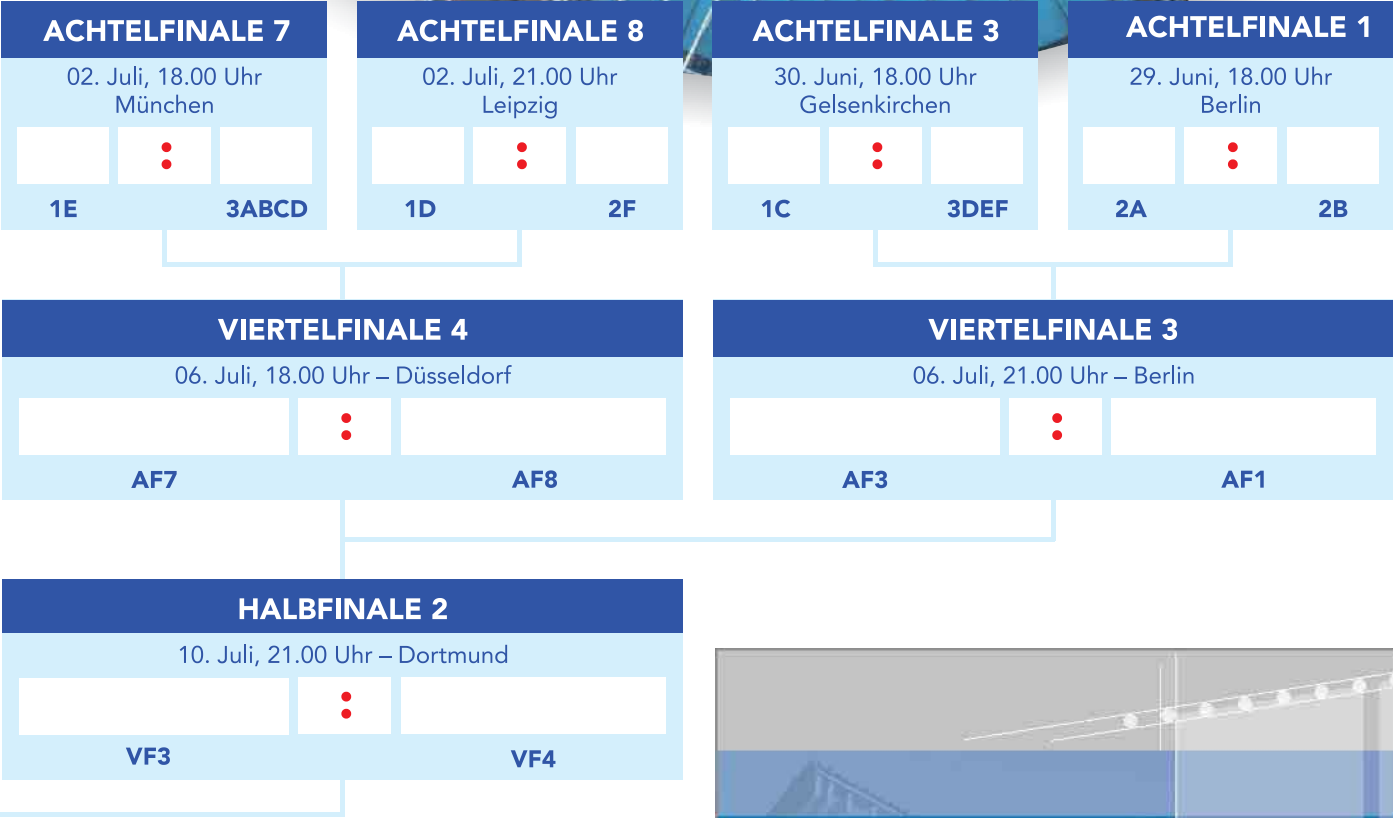 ACHTELFINALE 7
02. Juli, 18.00 Uhr
München
:
1E 3ABCD
ACHTELFINALE 8
02. Juli, 21.00 Uhr
Leipzig
:
1D 2F
ACHTELFINALE 3
30. Juni, 18.00 Uhr
Gelsenkirchen
:
1C 3DEF
ACHTELFINALE 1
29. Juni, 18.00 Uhr
Berlin
:
2A 2B
VIERTELFINALE 4
06. Juli, 18.00 Uhr – Düsseldorf
:
AF7 AF8
VIERTELFINALE 3
06. Juli, 21.00 Uhr – Berlin
:
AF3 AF1
HALBFINALE 2
10. Juli, 21.00 Uhr – Dortmund
:
VF3 VF4